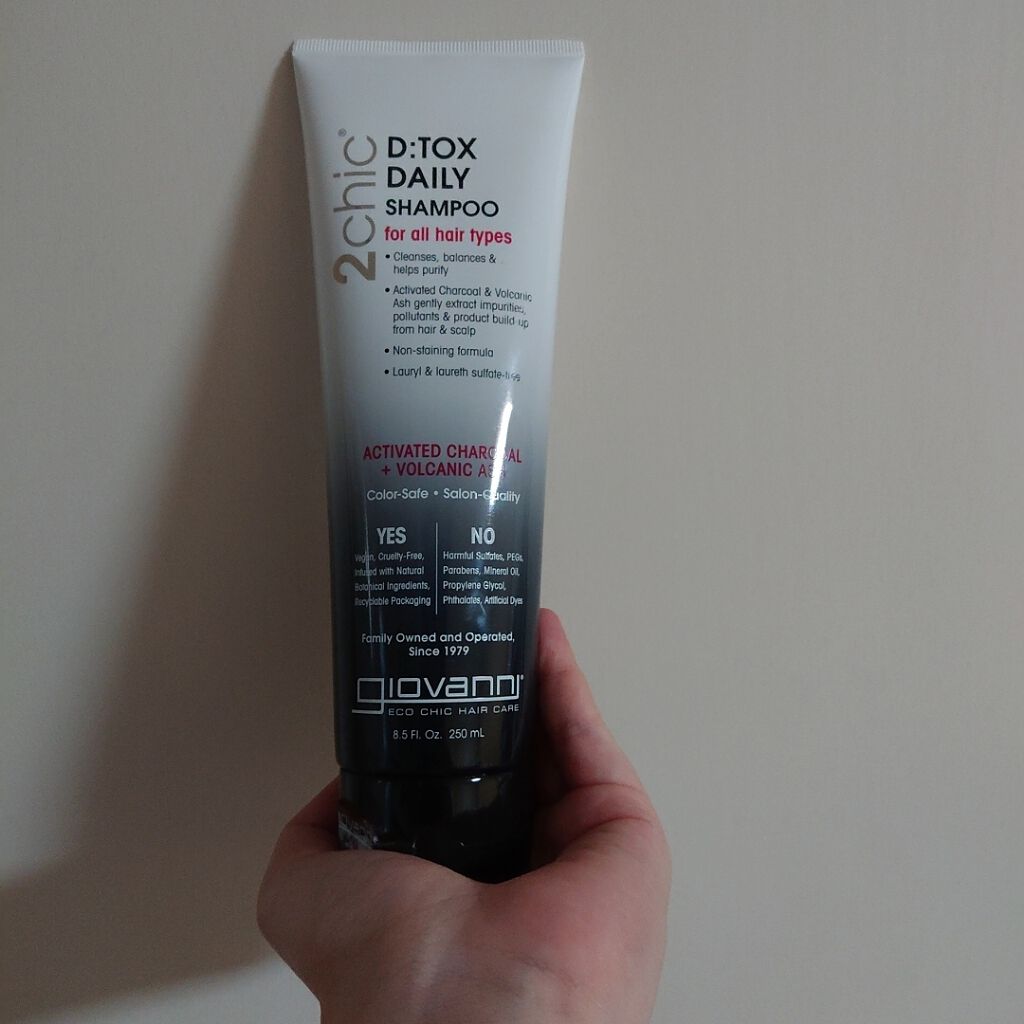 2chic®
D:TOX
DAILY
SHAMPOO
for all hair types
• Cleanses, balances &
helps purify
• Activated Charcoal & Volcanic
Ash gently extract impurities,
pollutants & product build up
from hair & scalp
• Non-staining formula
• Lauryl & laureth sulfate-free
ACTIVATED CHARCOAL
+ VOLCANIC ASH
Color-Safe • Salon-Quality
YES
Vegan, Cruelty-Free,
Infused with Natural
Botanical Ingredients,
Recyclable Packaging
NO
Harmful Sulfates, PEGs,
Parabens, Mineral Oil,
Propylene Glycol,
Phthalates, Artificial Dyes
Family Owned and Operated,
Since 1979
giovanni®
ECO CHIC HAIR CARE
8.5 Fl. Oz. 250 mL